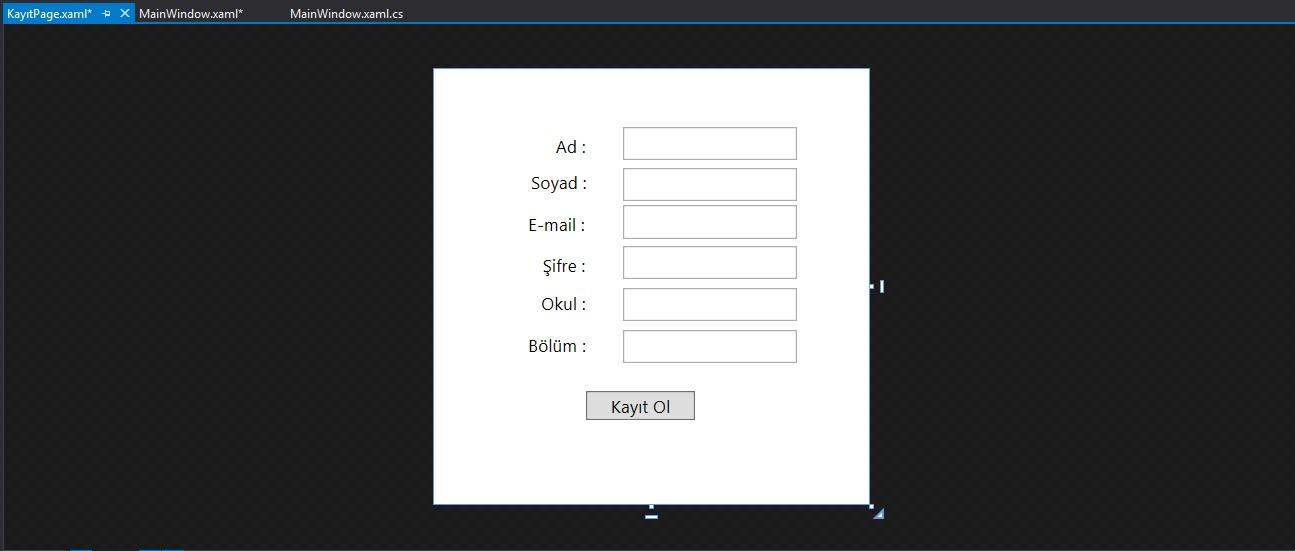 KayıtPage.xaml* MainWindow.xaml* MainWindow.xaml.cs
Ad :
Soyad :
E-mail :
Şifre :
Okul :
Bölüm :
Kayıt Ol